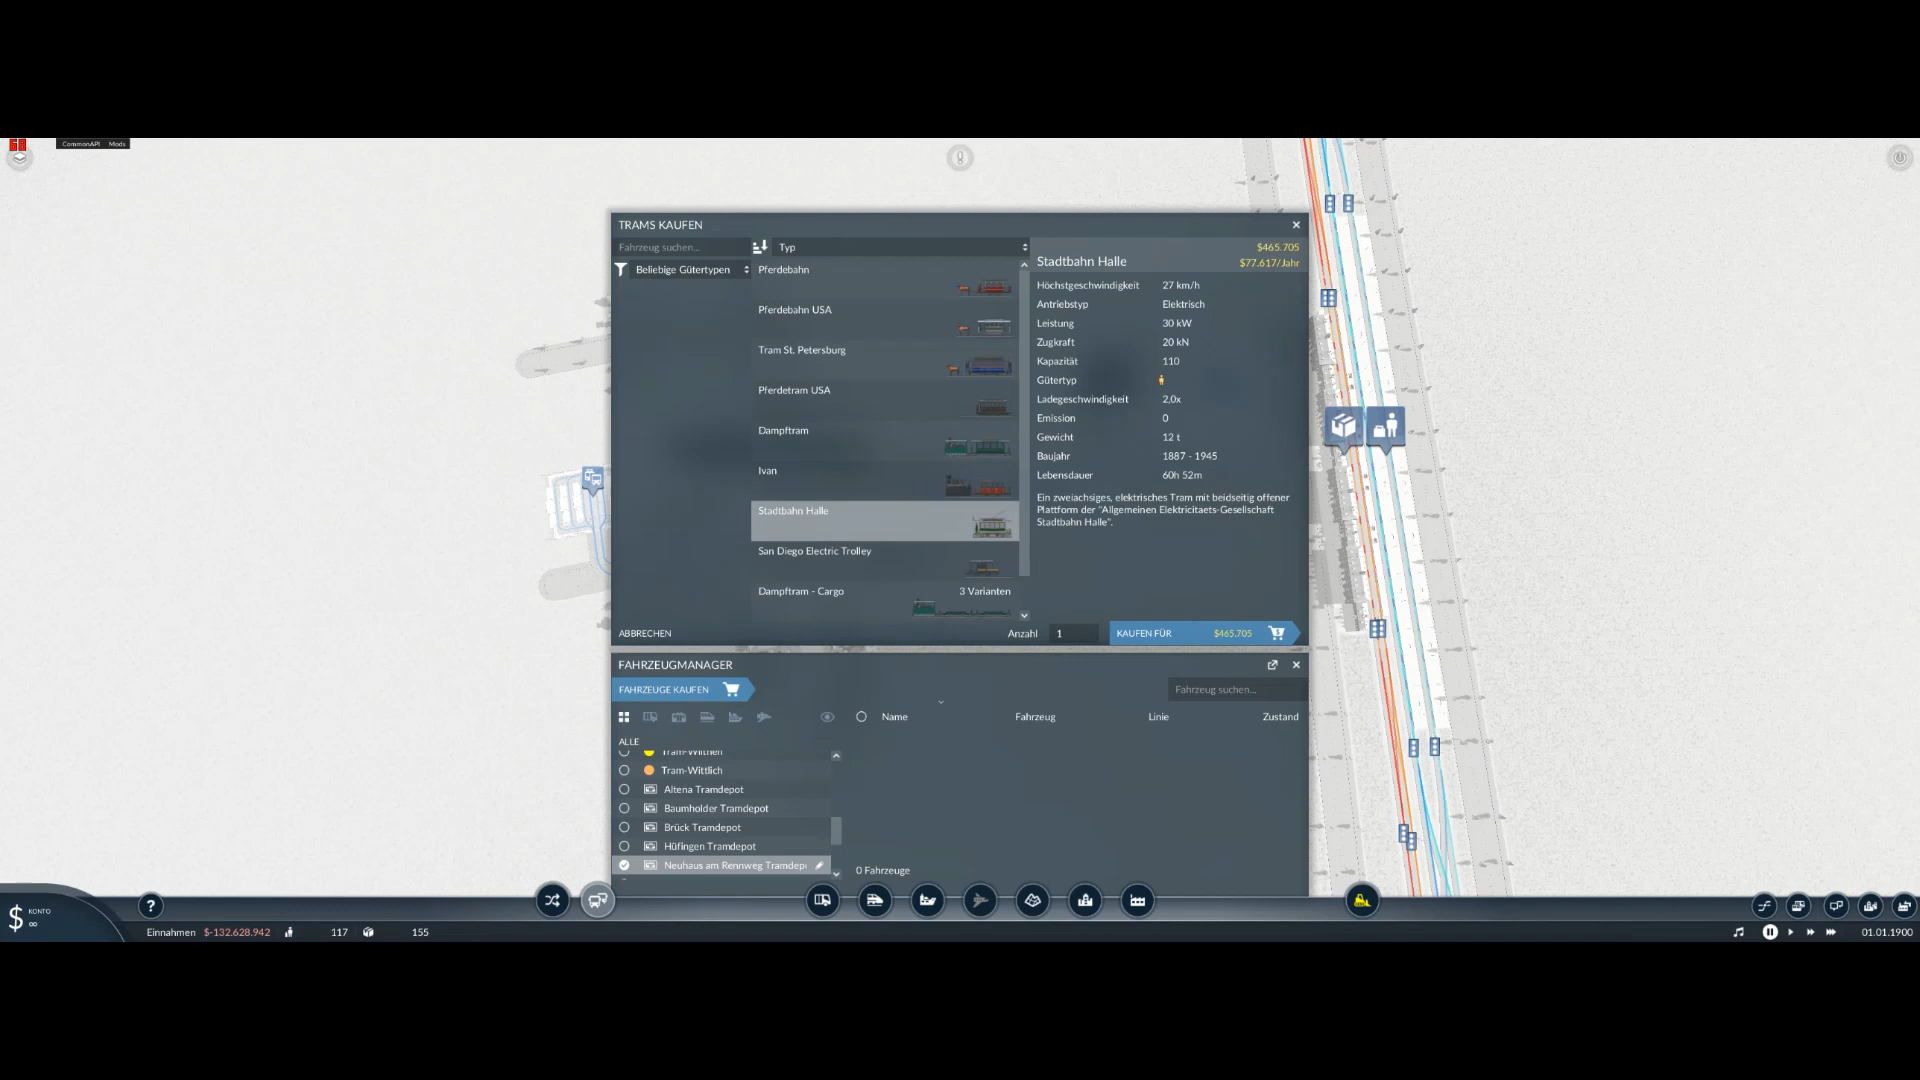 68
CommonAPI Mods
TRAMS KAUFEN
Fahrzeug suchen...
Typ
$465.705
Beliebige Gütertypen
Stadtbahn Halle
$77.617/Jahr
Pferdebahn
Pferdebahn USA
Tram St. Petersburg
Pferdetram USA
Dampftram
Ivan
Stadtbahn Halle
San Diego Electric Trolley
Dampftram - Cargo 3 Varianten
Höchstgeschwindigkeit 27 km/h
Antriebstyp Elektrisch
Leistung 30 kW
Zugkraft 20 kN
Kapazität 110
Gütertyp
Ladegeschwindigkeit 2,0x
Emission 0
Gewicht 12 t
Baujahr 1887 - 1945
Lebensdauer 60h 52m
Ein zweiachsiges, elektrisches Tram mit beidseitig offener
Plattform der "Allgemeinen Elektricitaets-Gesellschaft
Stadtbahn Halle".
ABBRECHEN
Anzahl 1
KAUFEN FÜR $465.705
FAHRZEUGMANAGER
FAHRZEUGE KAUFEN
Fahrzeug suchen...
Name Fahrzeug Linie Zustand
ALLE
Tram-Wittlich
Altena Tramdepot
Baumholder Tramdepot
Brück Tramdepot
Hüfingen Tramdepot
Neuhaus am Rennweg Tramdep
0 Fahrzeuge
$ KONTO
∞
?
Einnahmen $-132.628.942 117 155
01.01.1900